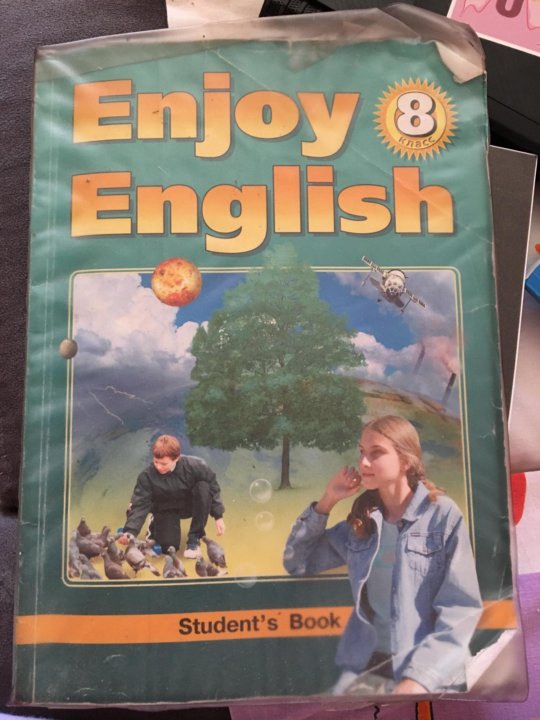 Enjoy
8
класс
English
Student's Book